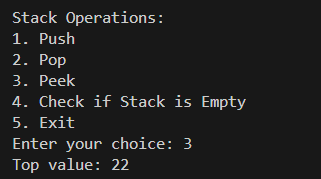 Stack Operations:
1. Push
2. Pop
3. Peek
4. Check if Stack is Empty
5. Exit
Enter your choice: 3
Top value: 22